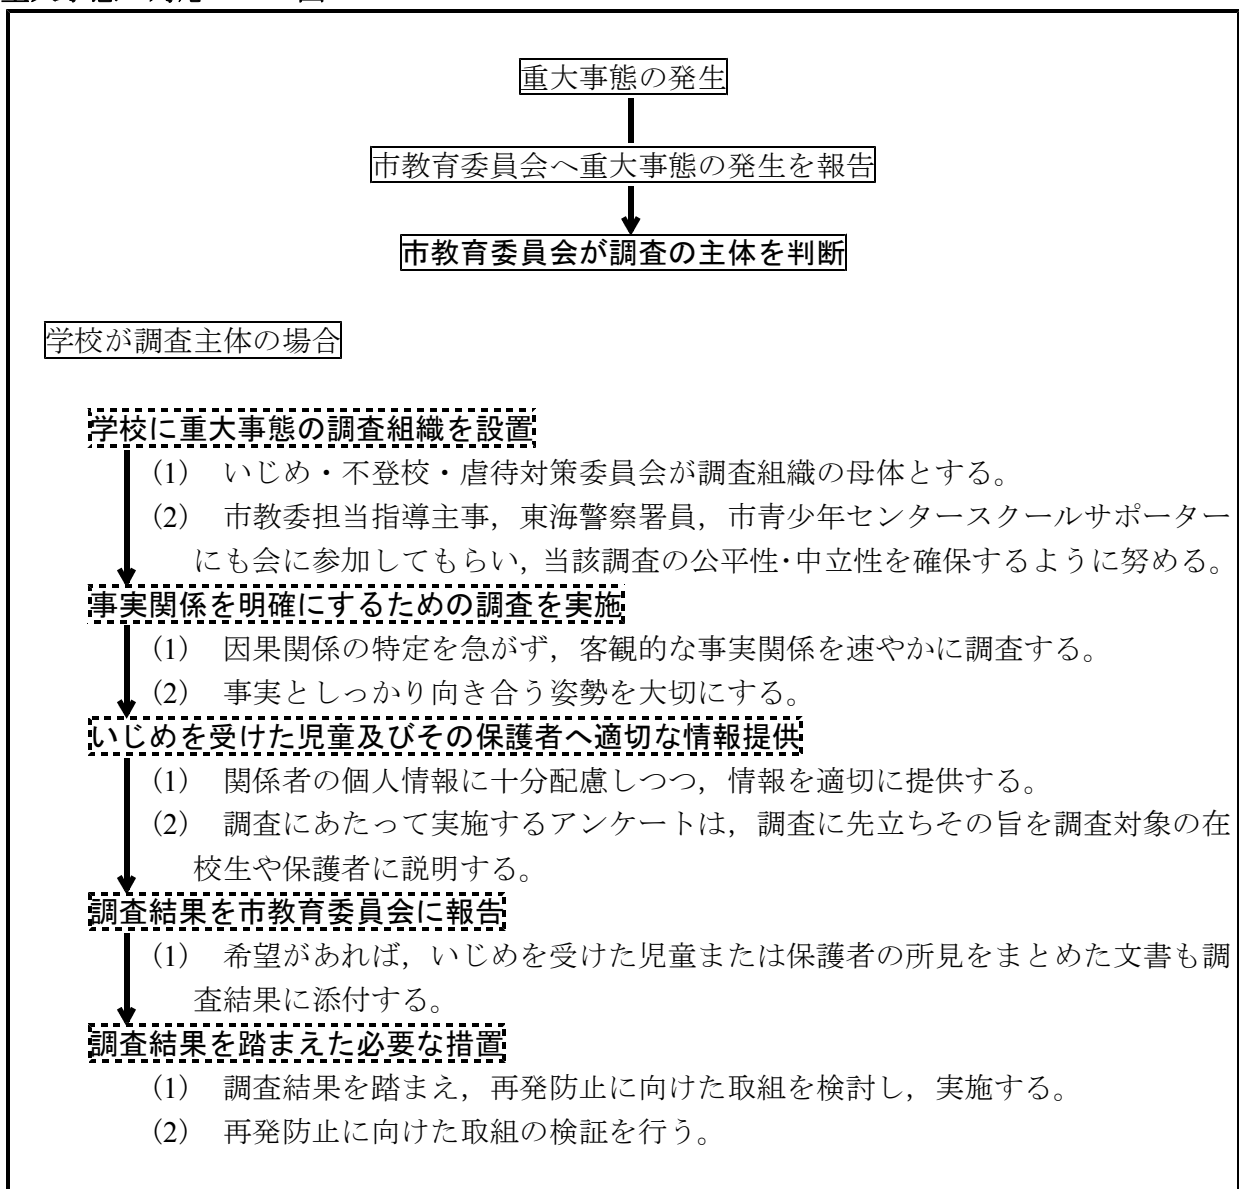 重大事態の発生
市教育委員会へ重大事態の発生を報告
市教育委員会が調査の主体を判断
学校が調査主体の場合
学校に重大事態の調査組織を設置
(1) いじめ・不登校・虐待対策委員会が調査組織の母体とする。
(2) 市教委担当指導主事，東海警察署員，市青少年センタースクールサポーター
にも会に参加してもらい，当該調査の公平性・中立性を確保するように努める。
事実関係を明確にするための調査を実施
(1) 因果関係の特定を急がず，客観的な事実関係を速やかに調査する。
(2) 事実としっかり向き合う姿勢を大切にする。
いじめを受けた児童及びその保護者へ適切な情報提供
(1) 関係者の個人情報に十分配慮しつつ，情報を適切に提供する。
(2) 調査にあたって実施するアンケートは，調査に先立ちその旨を調査対象の在
校生や保護者に説明する。
調査結果を市教育委員会に報告
(1) 希望があれば，いじめを受けた児童または保護者の所見をまとめた文書も調
査結果に添付する。
調査結果を踏まえた必要な措置
(1) 調査結果を踏まえ，再発防止に向けた取組を検討し，実施する。
(2) 再発防止に向けた取組の検証を行う。